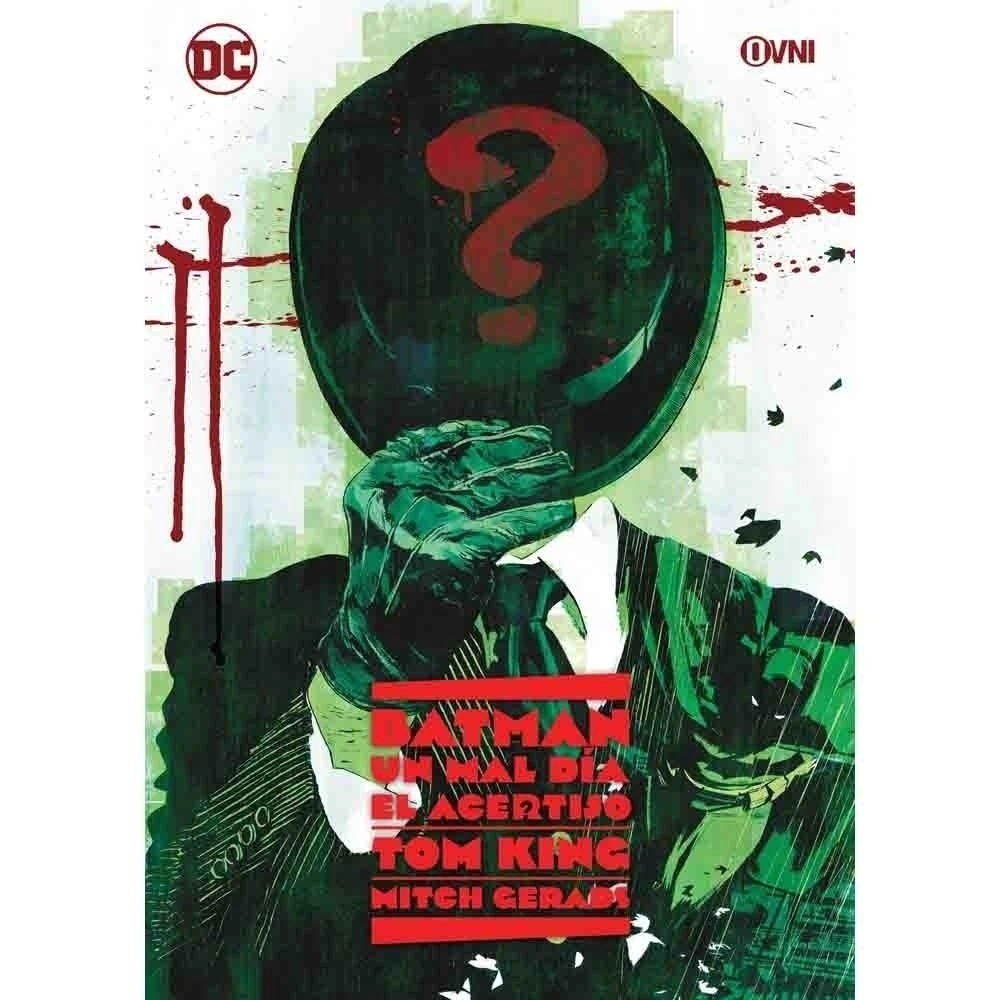 DC
OVNI
?
BATMAN
UN MAL DÍA
EL ACERTIJO
TOM KING
MITCH GERADS